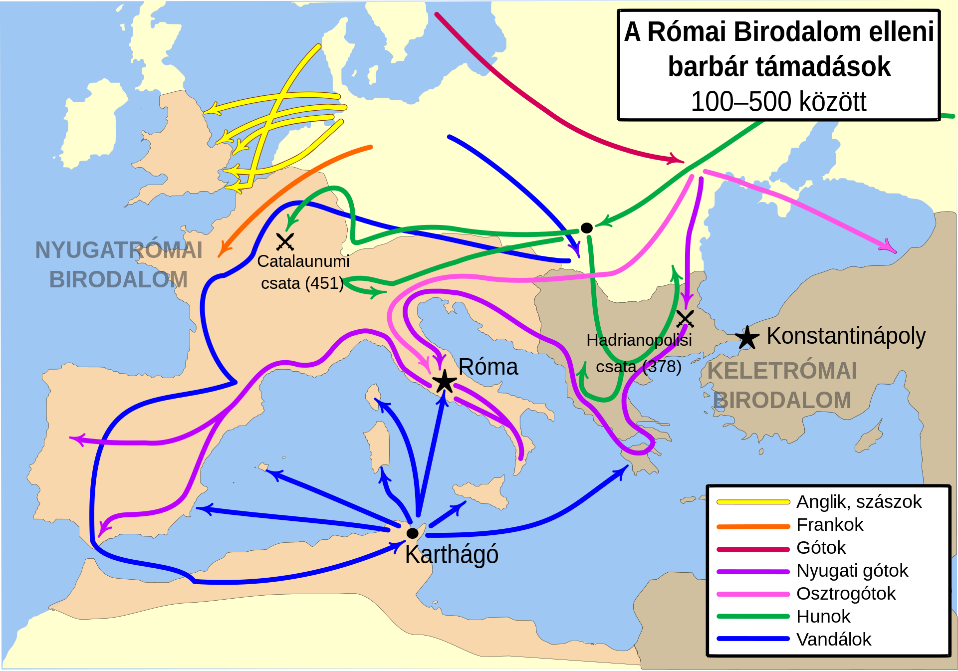 A Római Birodalom elleni
barbár támadások
100–500 között
NYUGATRÓMAI
BIRODALOM
Catalaunumi
csata (451)
Hadrianopolisi
csata (378)
Konstantinápoly
KELETRÓMAI
BIRODALOM
Róma
Karthágó
Anglik, szászok
Frankok
Gótok
Nyugati gótok
Osztrogótok
Hunok
Vandálok